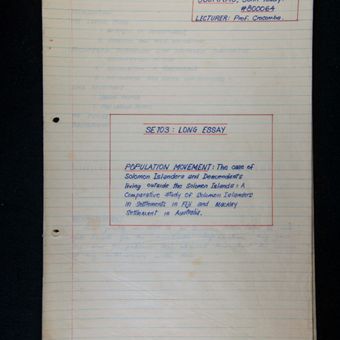 #800064
LECTURER: Prof. Crocombe.
SE103: LONG ESSAY
POPULATION MOVEMENT: The case of
Solomon Islanders and Descendents
living outside the Solomon Islands: A
Comparative study of Solomon Islanders
in settlements in Fiji and Mackay
settlement in Australia.